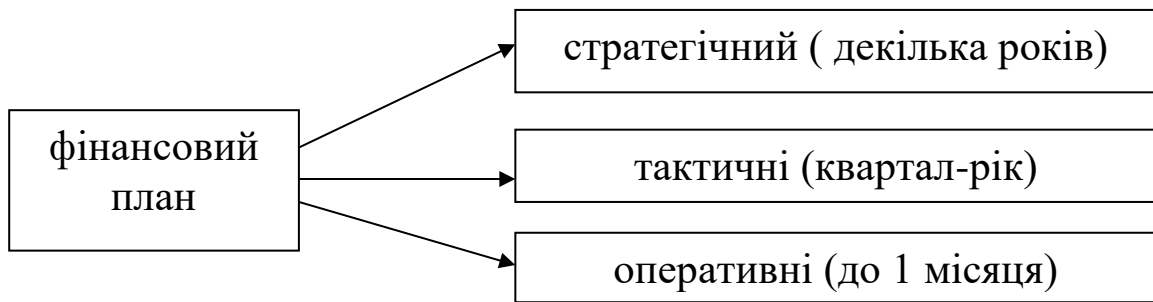 стратегічний ( декілька років)
фінансовий
план
тактичні (квартал-рік)
оперативні (до 1 місяця)